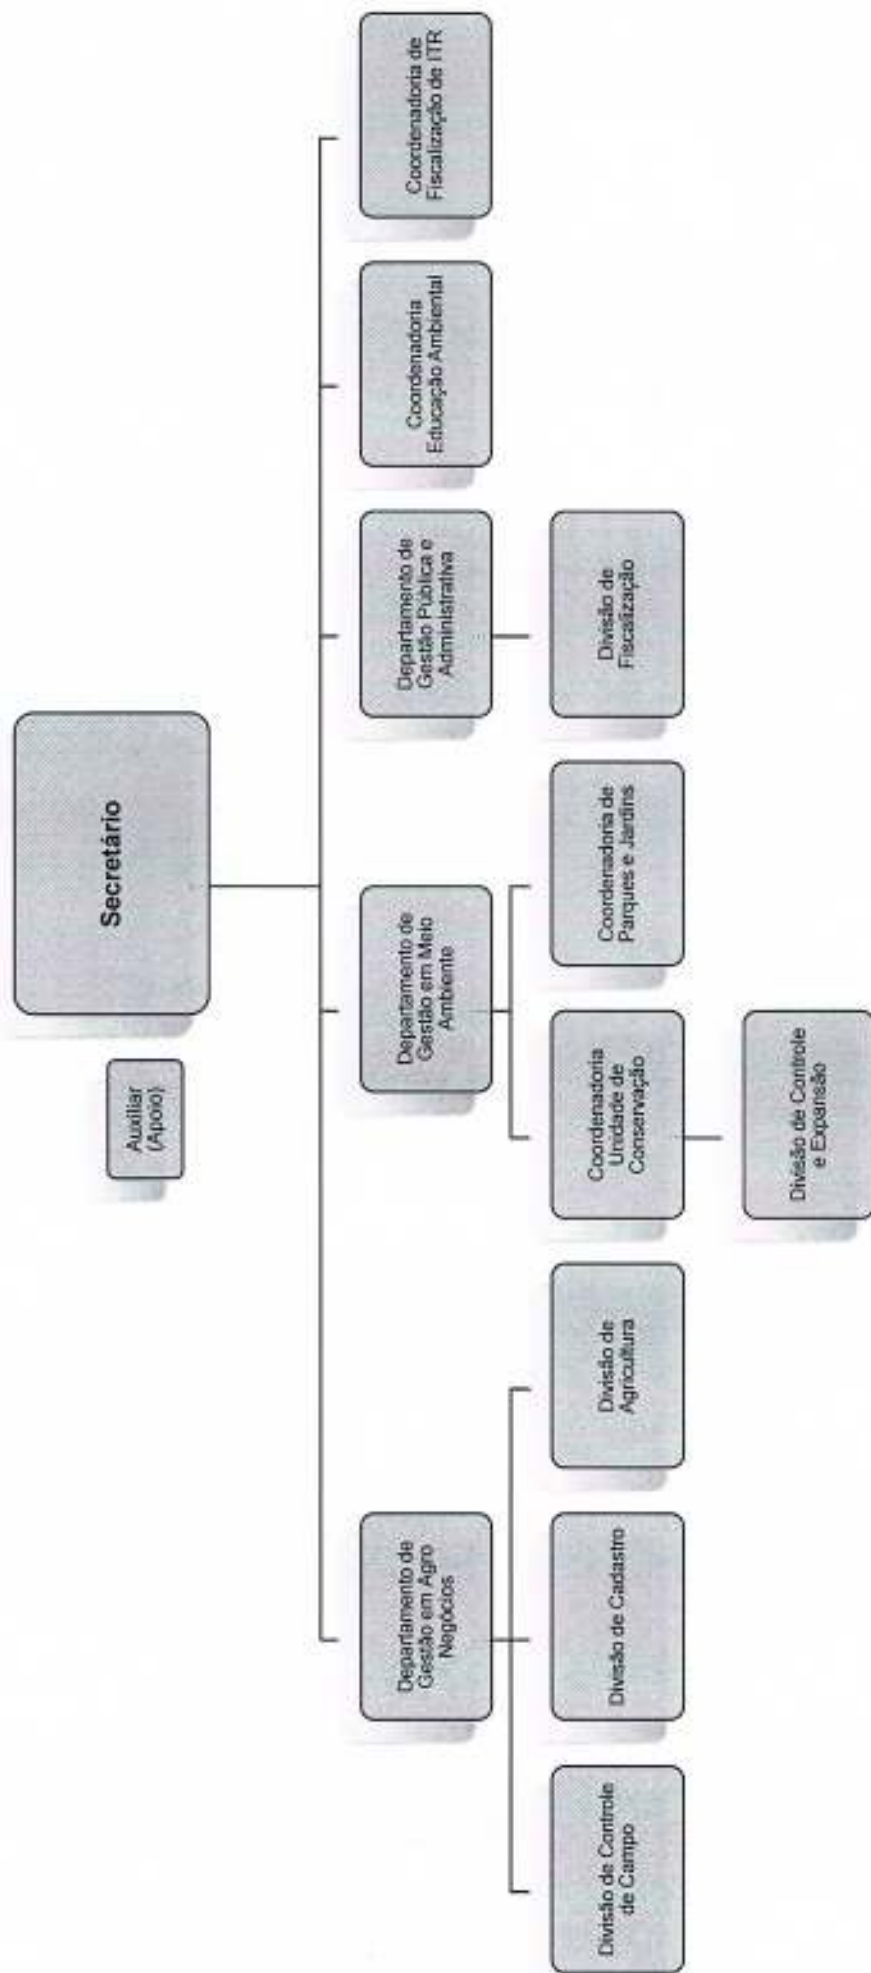 Secretário
Auxiliar
(Apoio)
Departamento de
Gestão em Agro
Negócios
Departamento de
Gestão em Meio
Ambiente
Departamento de
Gestão Pública e
Administrativa
Coordenadoria
Educação Ambiental
Coordenadoria de
Fiscalização de ITR
Divisão de Controle
de Campo
Divisão de Cadastro
Divisão de
Agricultura
Coordenadoria
Unidade de
Conservação
Coordenadoria de
Parques e Jardins
Divisão de
Fiscalização
Divisão de Controle
e Expansão